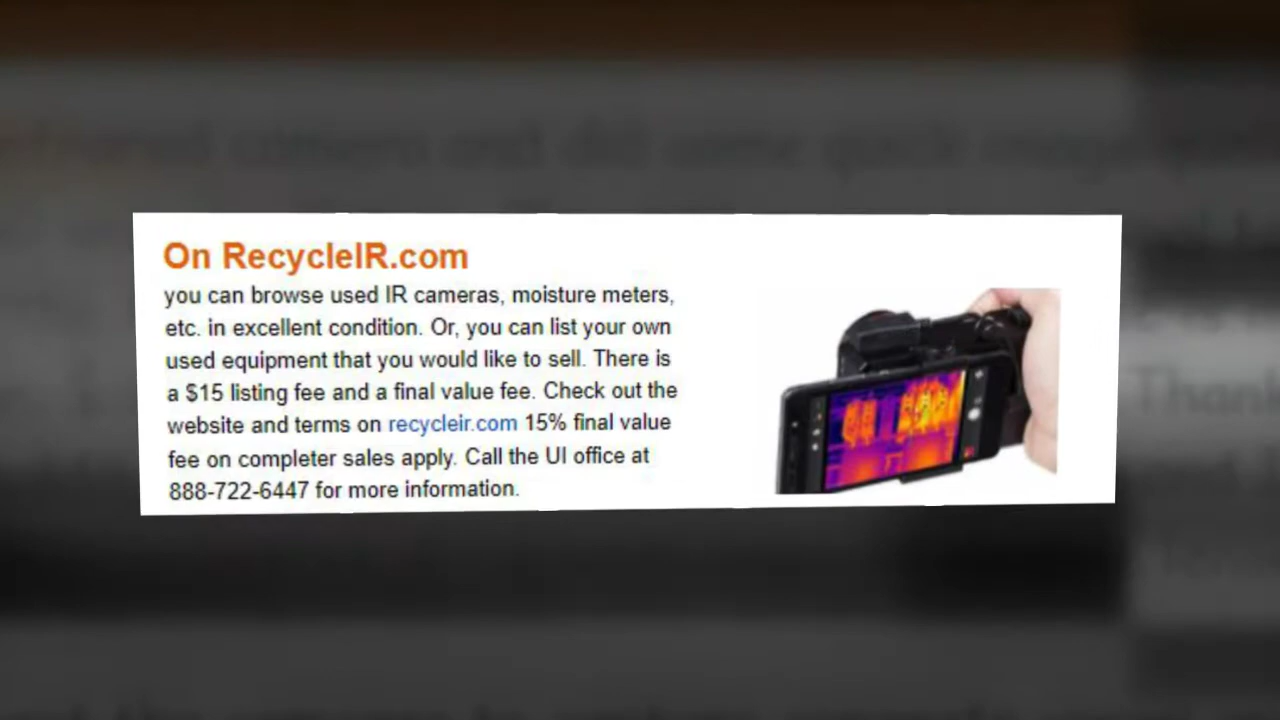 On RecycleIR.com
you can browse used IR cameras, moisture meters,
etc. in excellent condition. Or, you can list your own
used equipment that you would like to sell. There is
a $15 listing fee and a final value fee. Check out the
website and terms on recycleir.com 15% final value
fee on completer sales apply. Call the UI office at
888-722-6447 for more information.